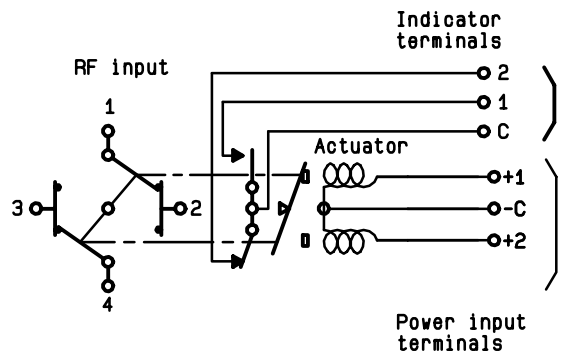 Indicator
terminals
RF input
2
1
1
C
Actuator
+1
3
2
-C
+2
4
Power input
terminals